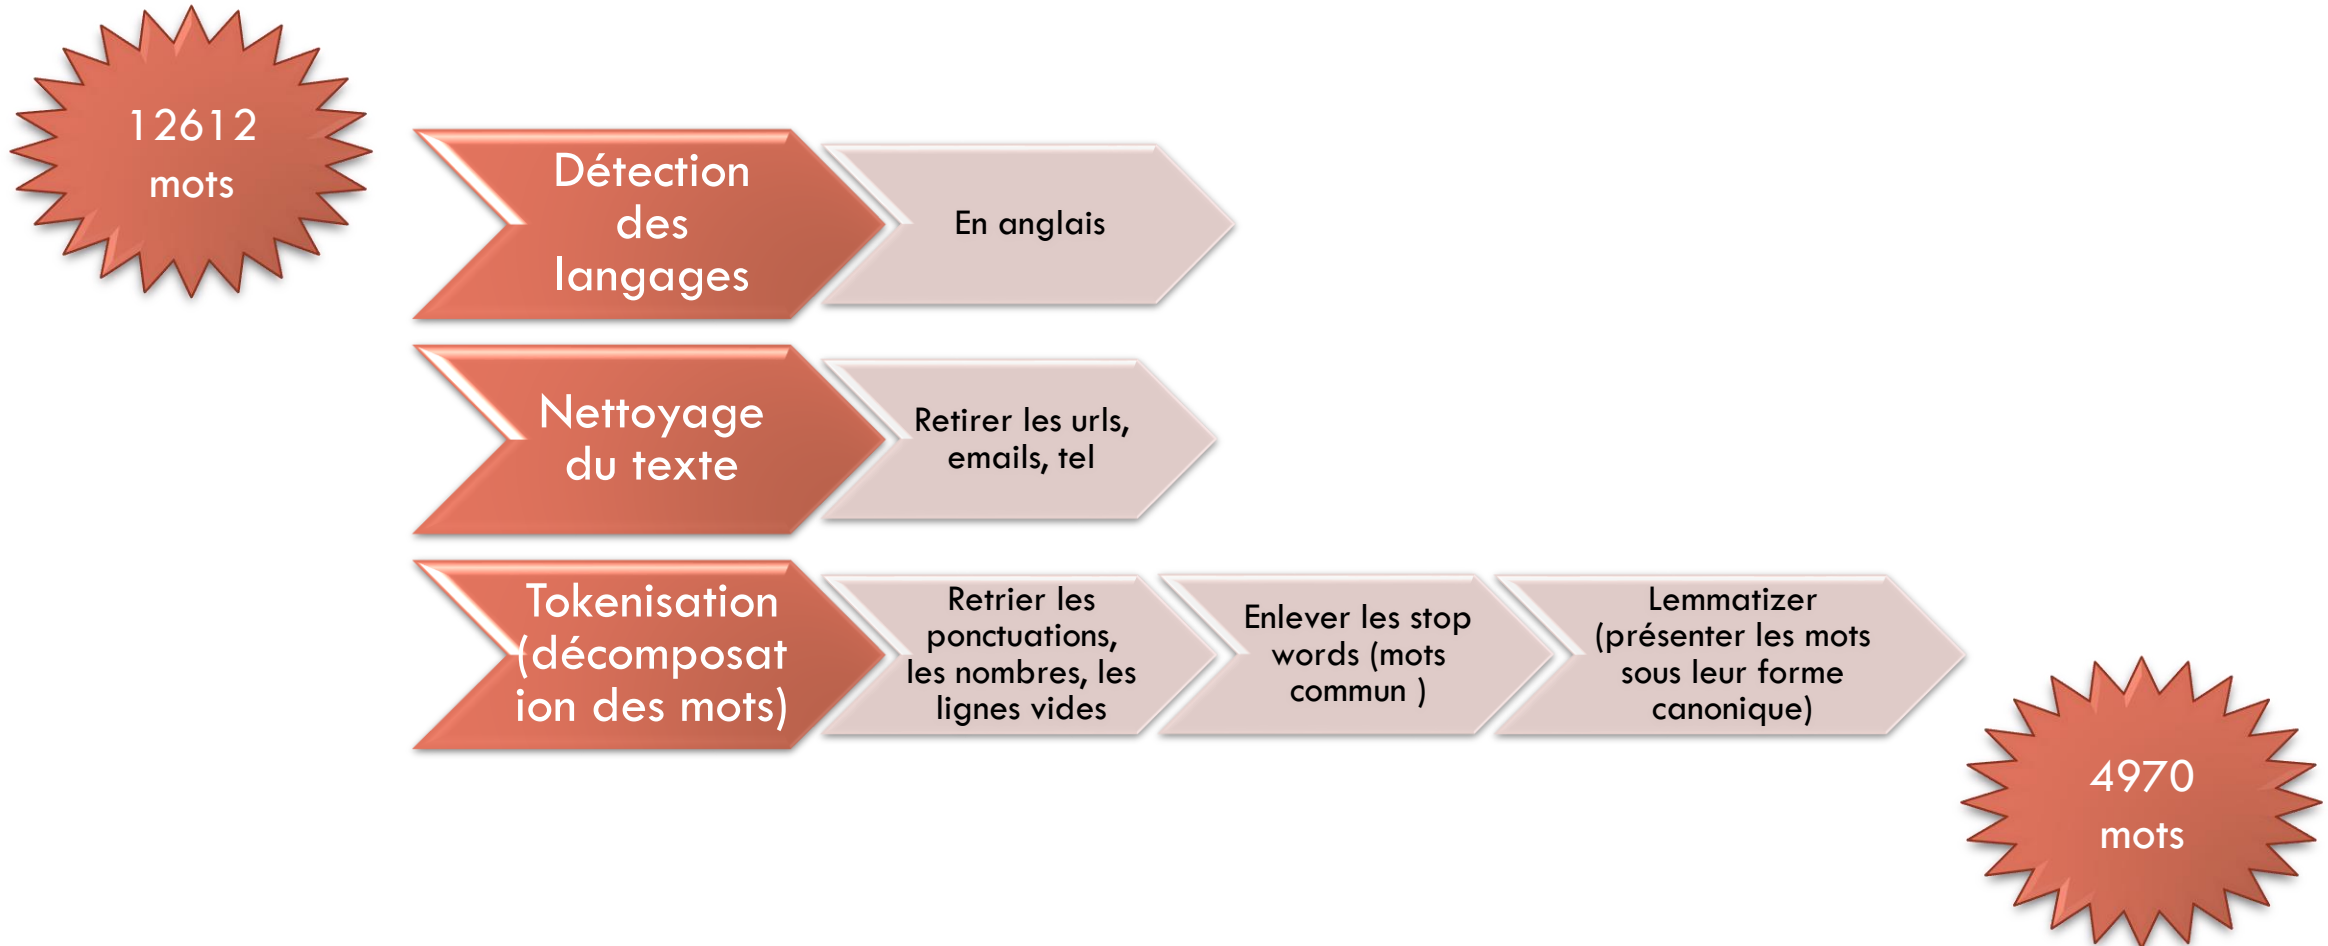 12612
mots
Détection
des
langages
En anglais
Nettoyage
du texte
Retirer les urls,
emails, tel
Tokenisation
(décomposat
ion des mots)
Retrier les
ponctuations,
les nombres, les
lignes vides
Enlever les stop
words (mots
commun )
Lemmatizer
(présenter les mots
sous leur forme
canonique)
4970
mots